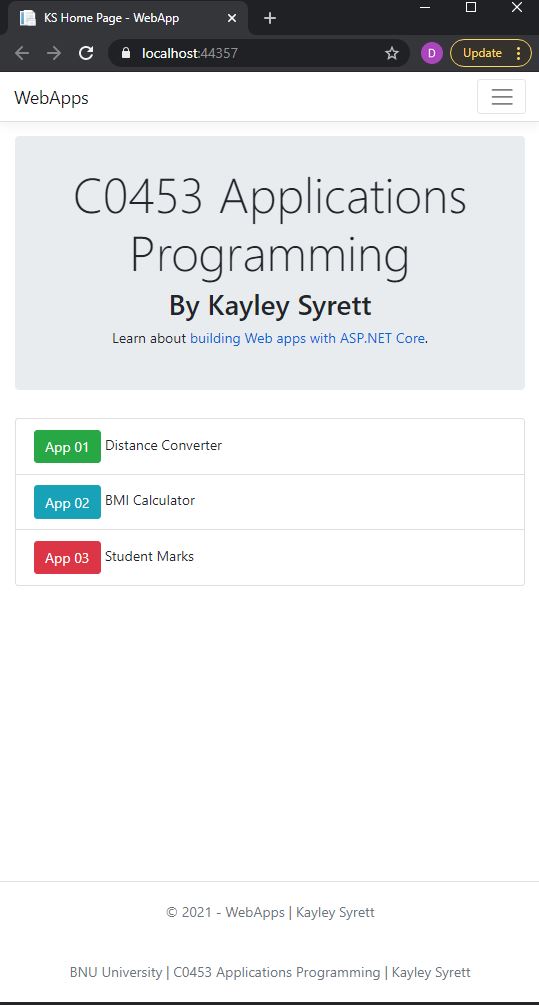 KS Home Page - WebApp
localhost:44357
D
Update
WebApps
C0453 Applications
Programming
By Kayley Syrett
Learn about building Web apps with ASP.NET Core.
App 01 Distance Converter
App 02 BMI Calculator
App 03 Student Marks
© 2021 - WebApps | Kayley Syrett
BNU University | C0453 Applications Programming | Kayley Syrett